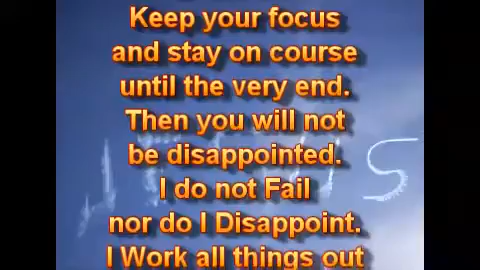 Keep your focus
and stay on course
until the very end.
Then you will not
be disappointed.
I do not Fail
nor do I Disappoint.
I Work all things out